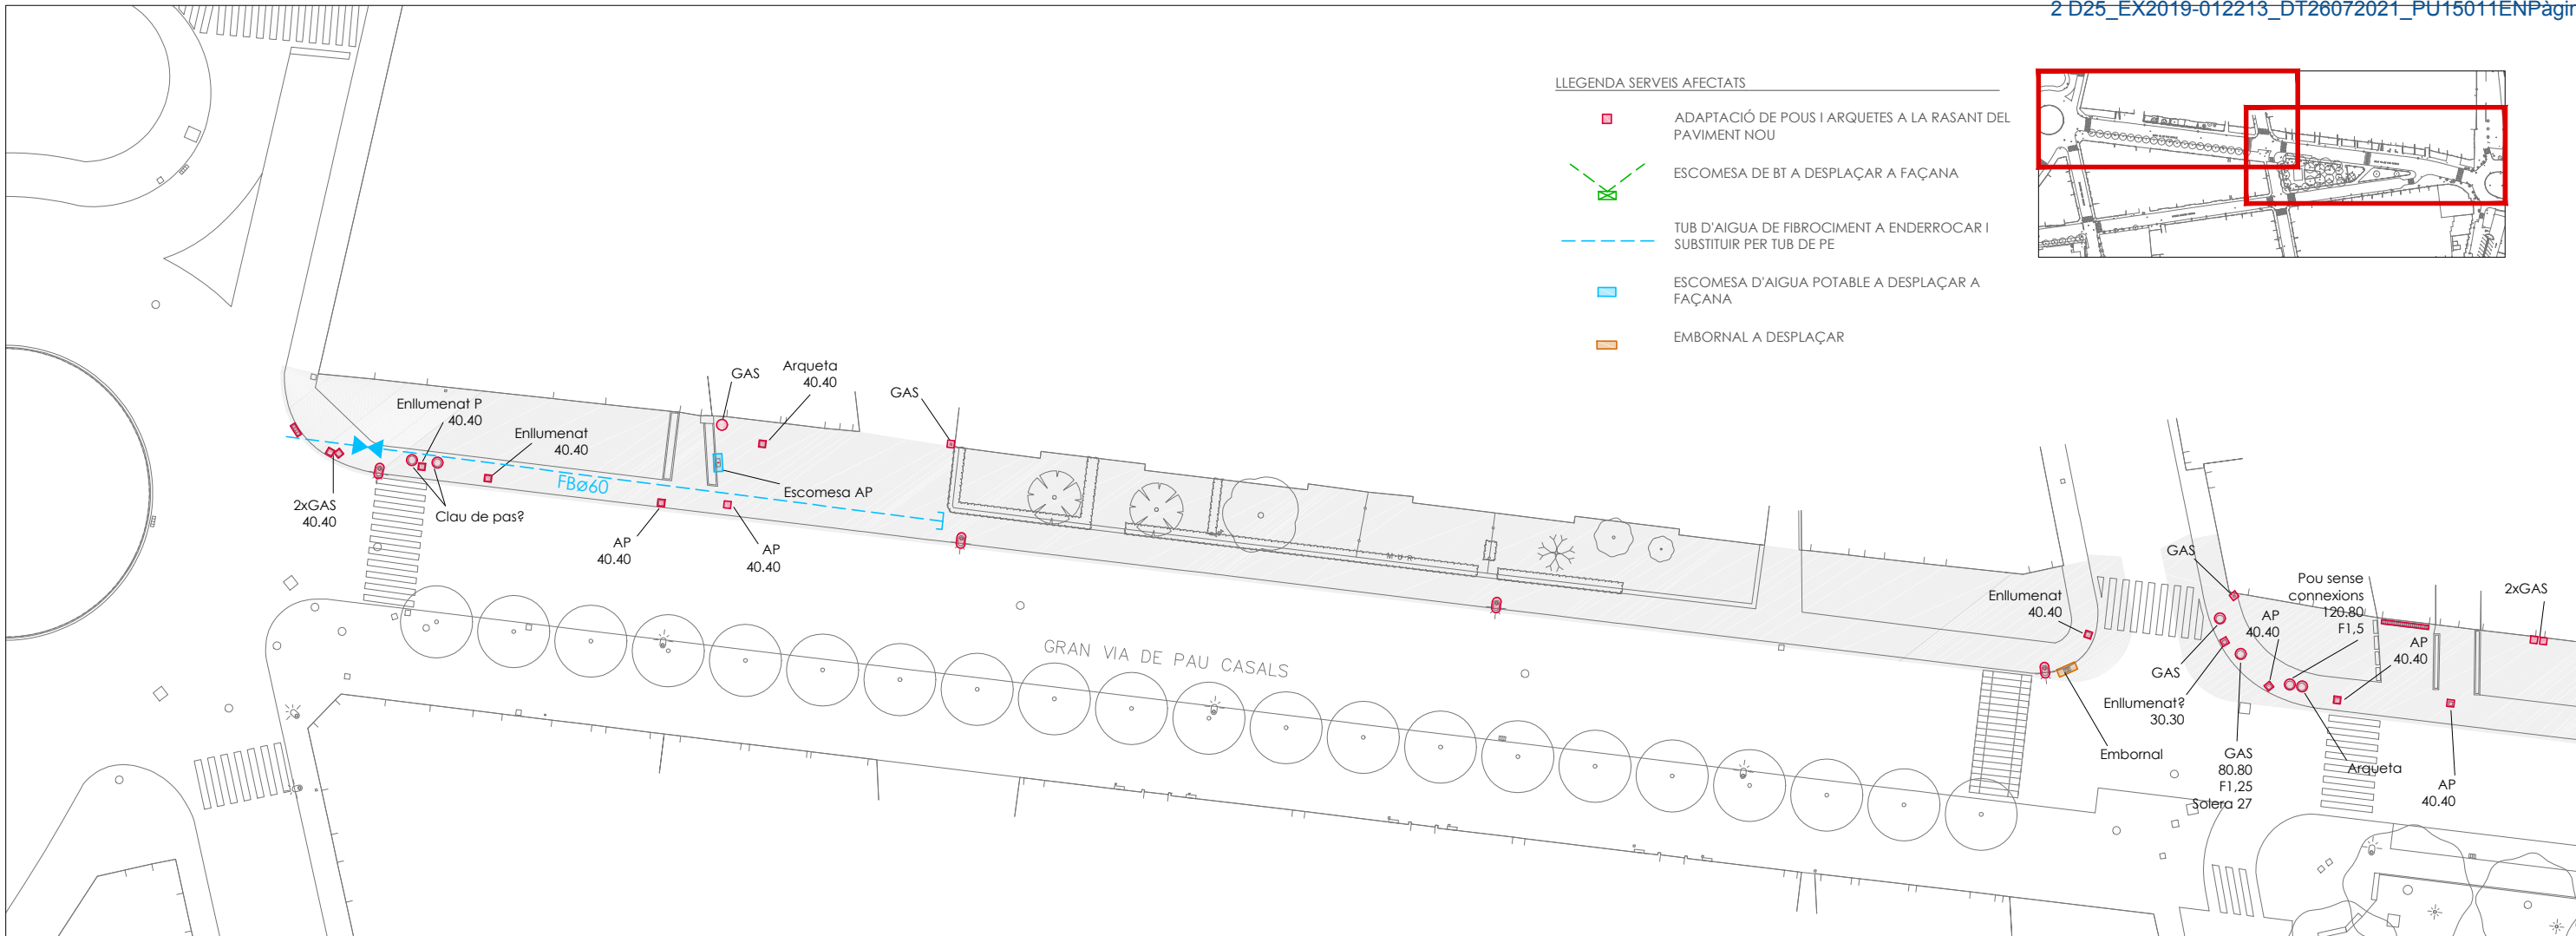 2 D25_EX2019-012213_DT26072021_PU15011ENPàgin
LLEGENDA SERVEIS AFECTATS
ADAPTACIÓ DE POUS I ARQUETES A LA RASANT DEL
PAVIMENT NOU
ESCOMESA DE BT A DESPLAÇAR A FAÇANA
TUB D'AIGUA DE FIBROCIMENT A ENDERROCAR I
SUBSTITUIR PER TUB DE PE
ESCOMESA D'AIGUA POTABLE A DESPLAÇAR A
FAÇANA
EMBORNAL A DESPLAÇAR
GAS
Arqueta
40.40
GAS
Enllumenat P
40.40
Enllumenat
40.40
FBø60
Escomesa AP
2xGAS
40.40
Clau de pas?
AP
40.40
AP
40.40
MUR
GRAN VIA DE PAU CASALS
Enllumenat
40.40
Embornal
GAS
Pou sense
connexions
120.80
F1,5
2xGAS
AP
40.40
AP
40.40
GAS
Enllumenat?
30.30
GAS
80.80
F1,25
Solera 27
Arqueta
AP
40.40